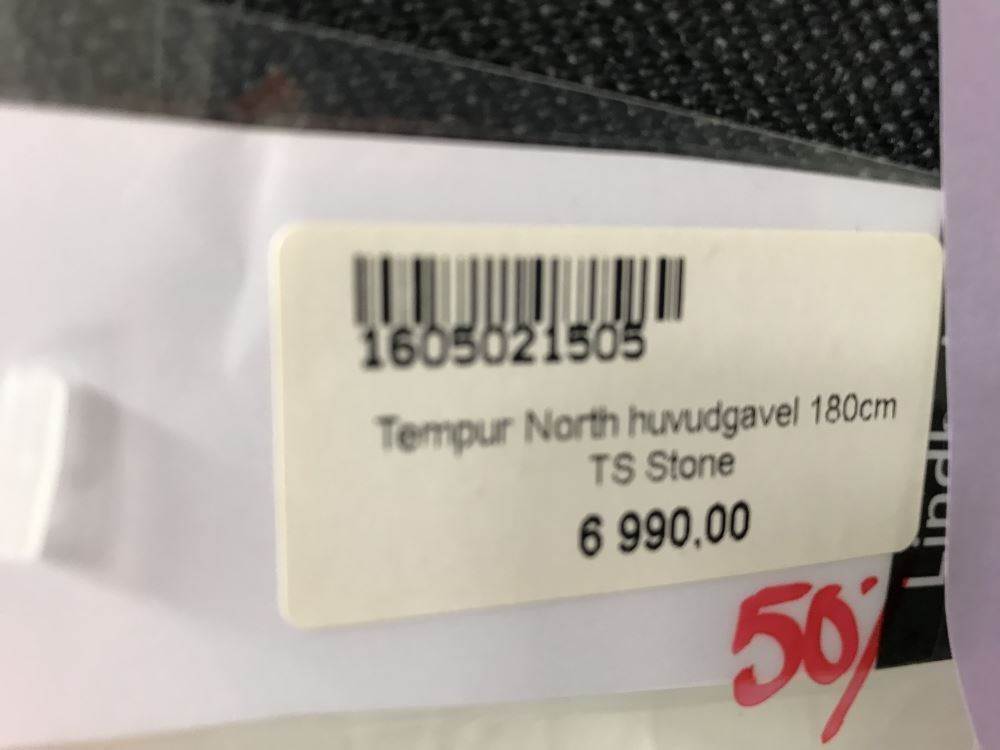 1605021505
Tempur North huvudgavel 180cm
TS Stone
6 990,00
50%